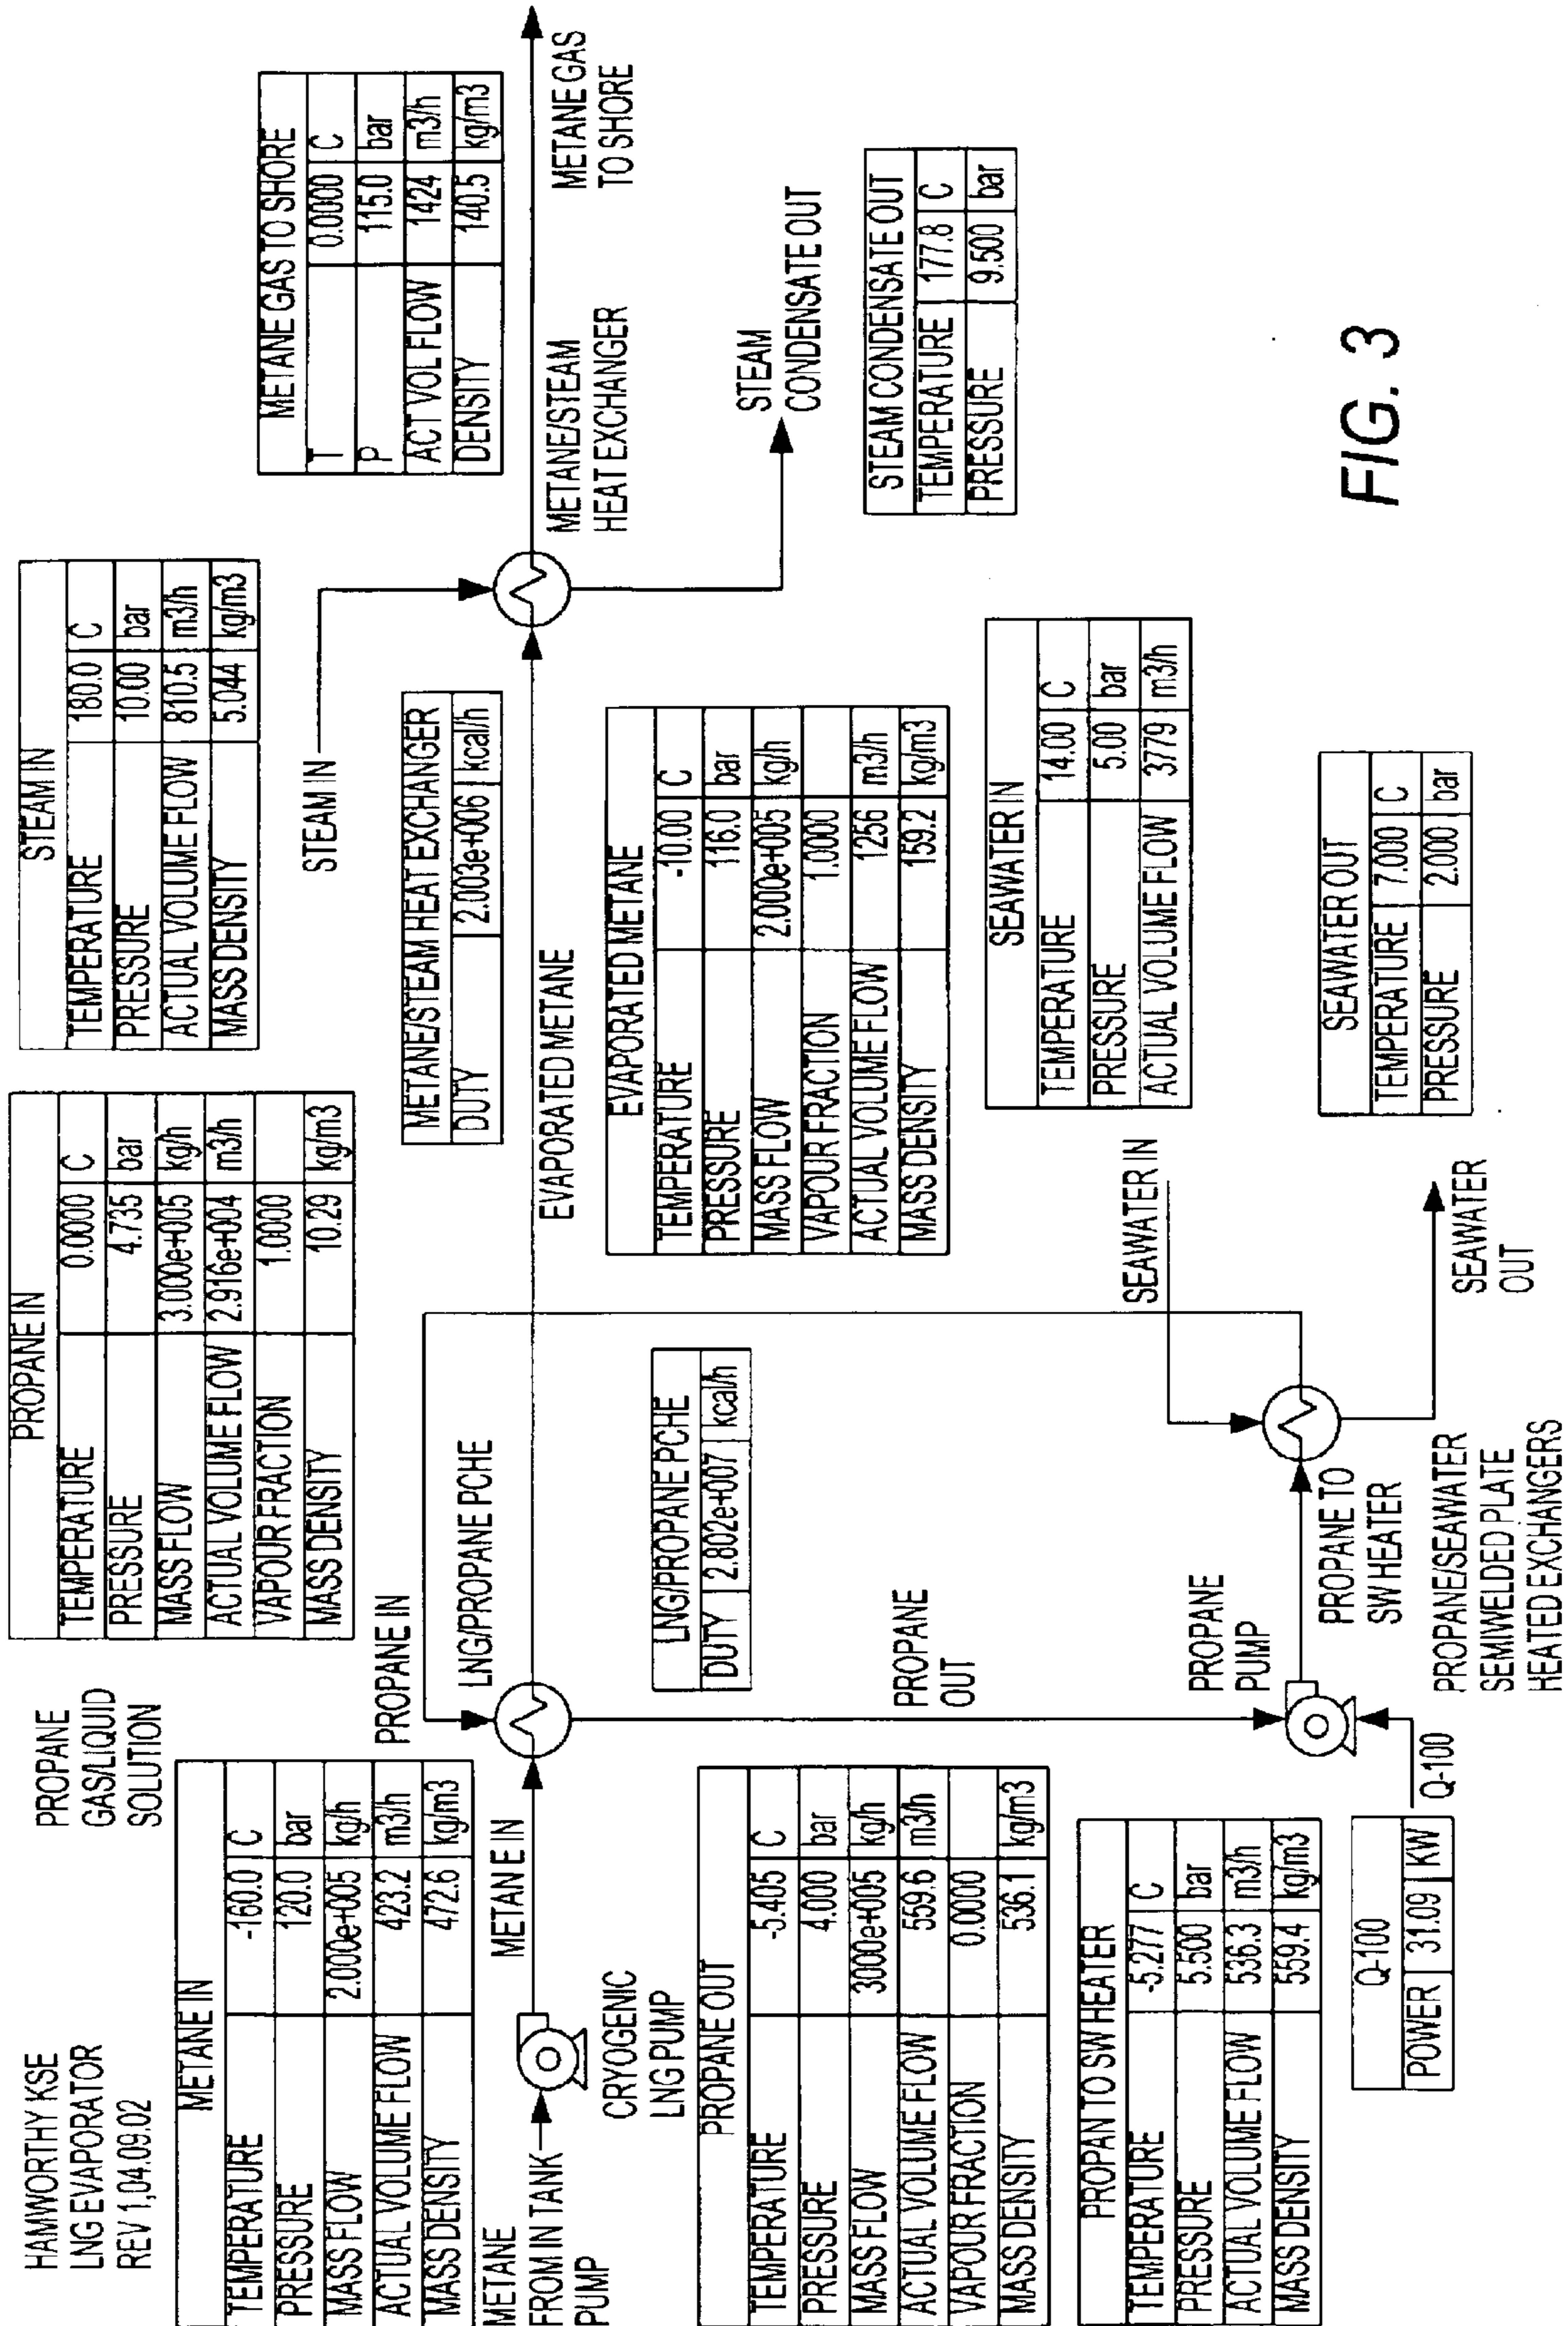 HAMWORTHY KSE
LNG EVAPORATOR
REV 1,04.09.02
PROPANE
GAS/LIQUID
SOLUTION
METANE IN
TEMPERATURE -160.0 C
PRESSURE 120.0 bar
MASS FLOW 2.000e+005 kg/h
ACTUAL VOLUME FLOW 423.2 m3/h
MASS DENSITY 472.6 kg/m3
PROPANE IN
TEMPERATURE 0.0000 C
PRESSURE 4.735 bar
MASS FLOW 3.000e+005 kg/h
ACTUAL VOLUME FLOW 2.916e+004 m3/h
VAPOUR FRACTION 1.0000
MASS DENSITY 10.29 kg/m3
STEAM IN
TEMPERATURE 180.0 C
PRESSURE 10.00 bar
ACTUAL VOLUME FLOW 810.5 m3/h
MASS DENSITY 5.044 kg/m3
METANE GAS TO SHORE
T 0.0000 C
P 115.0 bar
ACT VOL FLOW 1424 m3/h
DENSITY 140.5 kg/m3
STEAM IN
PROPANE IN
LNG/PROPANE PCHE
METANE/STEAM HEAT EXCHANGER
DUTY 2.003e+006 kcal/h
METANE
FROM IN TANK
PUMP
METAN E IN
CRYOGENIC
LNG PUMP
EVAPORATED METANE
METANE/STEAM
HEAT EXCHANGER
METANE GAS
TO SHORE
LNG/PROPANE PCHE
DUTY 2.802e+007 kcal/h
EVAPORATED METANE
TEMPERATURE -10.00 C
PRESSURE 116.0 bar
MASS FLOW 2.000e+005 kg/h
VAPOUR FRACTION 1.0000
ACTUAL VOLUME FLOW 1256 m3/h
MASS DENSITY 159.2 kg/m3
STEAM
CONDENSATE OUT
STEAM CONDENSATE OUT
TEMPERATURE 177.8 C
PRESSURE 9.500 bar
PROPANE OUT
TEMPERATURE -5.405 C
PRESSURE 4.000 bar
MASS FLOW 3000e+005 kg/h
ACTUAL VOLUME FLOW 559.6 m3/h
VAPOUR FRACTION 0.0000
MASS DENSITY 536.1 kg/m3
PROPANE
OUT
SEAWATER IN
SEAWATER IN
TEMPERATURE 14.00 C
PRESSURE 5.00 bar
ACTUAL VOLUME FLOW 3779 m3/h
PROPAN TO SW HEATER
TEMPERATURE -5.277 C
PRESSURE 5.500 bar
ACTUAL VOLUME FLOW 536.3 m3/h
MASS DENSITY 559.4 kg/m3
PROPANE
PUMP
PROPANE TO
SW HEATER
SEAWATER OUT
TEMPERATURE 7.000 C
PRESSURE 2.000 bar
Q-100
POWER 31.09 KW
Q-100
PROPANE/SEAWATER
SEMIWELDED PLATE
HEATED EXCHANGERS
SEAWATER
OUT
FIG. 3